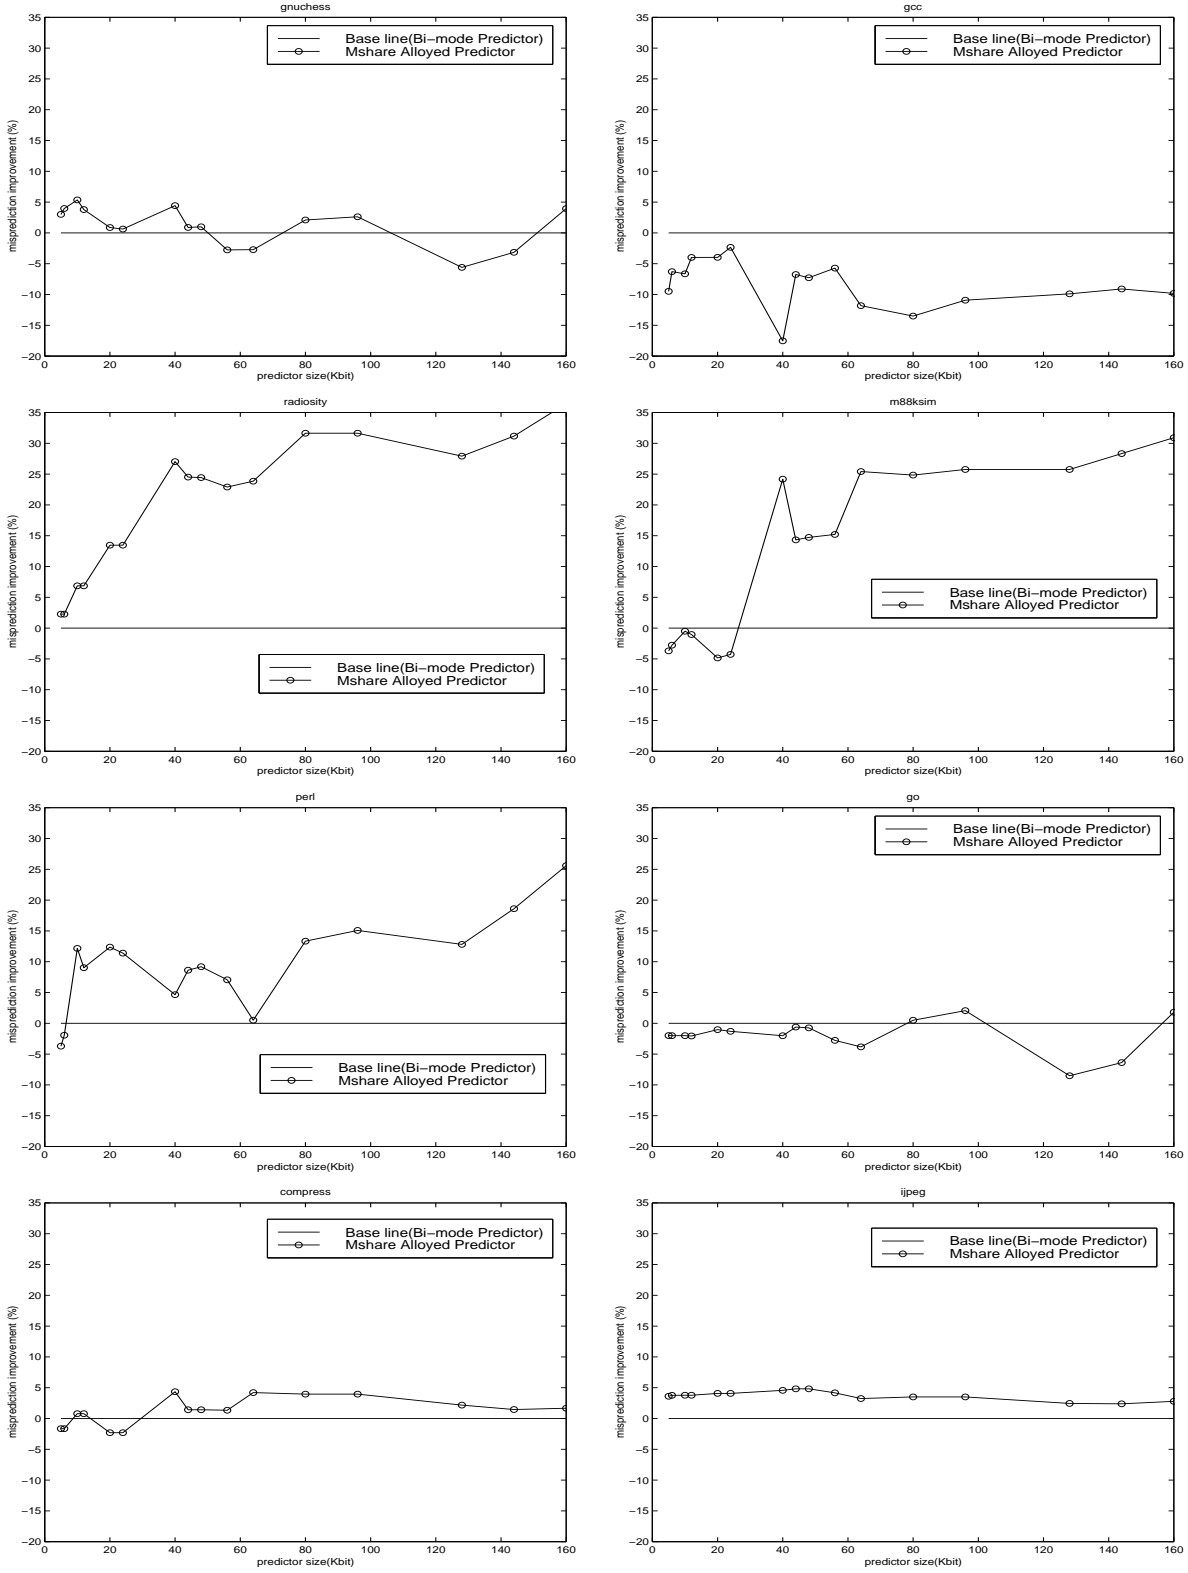 gnuchess
35
30
25
20
15
10
5
0
−5
−10
−15
−20
misprediction improvement (%)
Base line(Bi−mode Predictor)
Mshare Alloyed Predictor
0 20 40 60 80 100 120 140 160
predictor size(Kbit)
gcc
35
30
25
20
15
10
5
0
−5
−10
−15
−20
misprediction improvement (%)
Base line(Bi−mode Predictor)
Mshare Alloyed Predictor
0 20 40 60 80 100 120 140 160
predictor size(Kbit)
radiosity
35
30
25
20
15
10
5
0
−5
−10
−15
−20
misprediction improvement (%)
Base line(Bi−mode Predictor)
Mshare Alloyed Predictor
0 20 40 60 80 100 120 140 160
predictor size(Kbit)
m88ksim
35
30
25
20
15
10
5
0
−5
−10
−15
−20
misprediction improvement (%)
Base line(Bi−mode Predictor)
Mshare Alloyed Predictor
0 20 40 60 80 100 120 140 160
predictor size(Kbit)
perl
35
30
25
20
15
10
5
0
−5
−10
−15
−20
misprediction improvement (%)
Base line(Bi−mode Predictor)
Mshare Alloyed Predictor
0 20 40 60 80 100 120 140 160
predictor size(Kbit)
go
35
30
25
20
15
10
5
0
−5
−10
−15
−20
misprediction improvement (%)
Base line(Bi−mode Predictor)
Mshare Alloyed Predictor
0 20 40 60 80 100 120 140 160
predictor size(Kbit)
compress
35
30
25
20
15
10
5
0
−5
−10
−15
−20
misprediction improvement (%)
Base line(Bi−mode Predictor)
Mshare Alloyed Predictor
0 20 40 60 80 100 120 140 160
predictor size(Kbit)
ijpeg
35
30
25
20
15
10
5
0
−5
−10
−15
−20
misprediction improvement (%)
Base line(Bi−mode Predictor)
Mshare Alloyed Predictor
0 20 40 60 80 100 120 140 160
predictor size(Kbit)